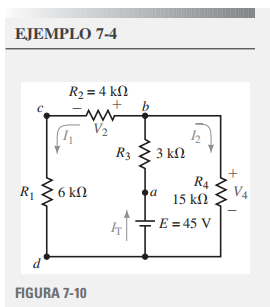 EJEMPLO 7-4
R₂ = 4 kΩ
c − + b
V₂
I₁
I₂
R₃ 3 kΩ
R₁ 6 kΩ
a
R₄
15 kΩ
+
V₄
−
I_T
E = 45 V
d
FIGURA 7-10